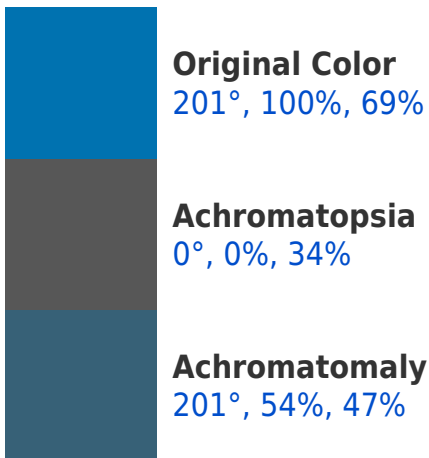 Original Color
201°, 100%, 69%
Achromatopsia
0°, 0%, 34%
Achromatomaly
201°, 54%, 47%